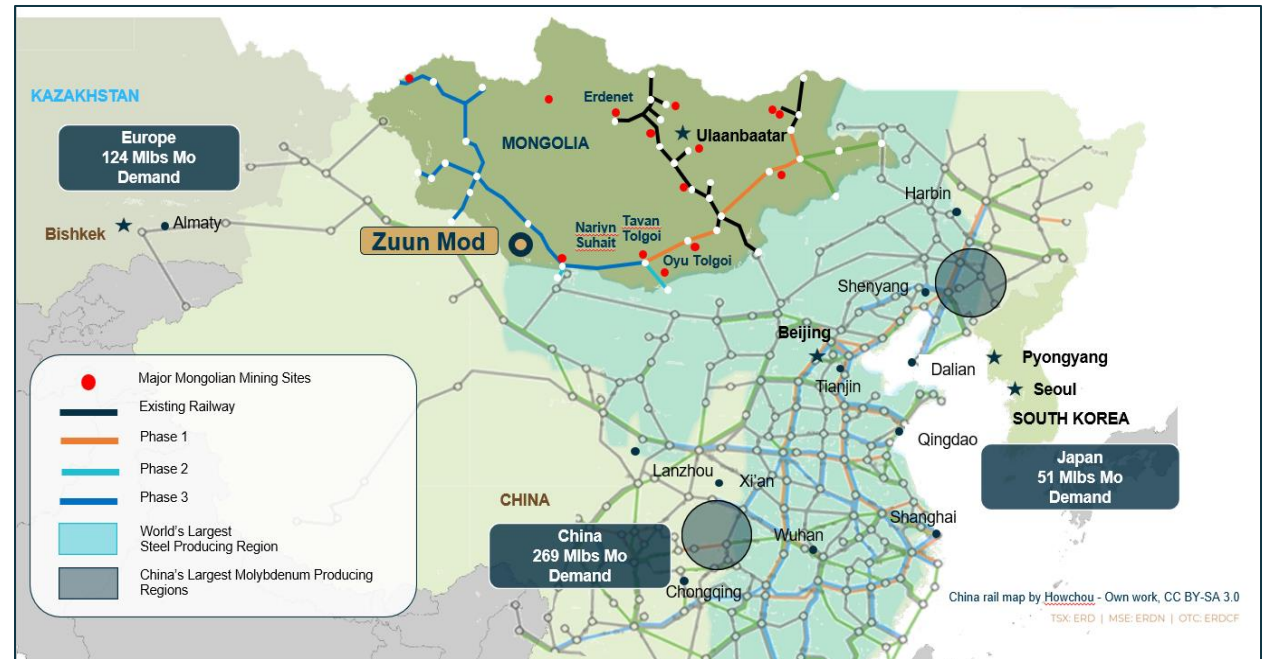 KAZAKHSTAN
Europe
124 Mlbs Mo
Demand
Bishkek
Almaty
MONGOLIA
Erdenet
Ulaanbaatar
Zuun Mod
Nariyn
Suhait
Tavan
Tolgoi
Oyu Tolgoi
Harbin
Shenyang
Beijing
Tianjin
Dalian
Pyongyang
Seoul
SOUTH KOREA
Qingdao
Japan
51 Mlbs Mo
Demand
Lanzhou
Xi'an
CHINA
China
269 Mlbs Mo
Demand
Wuhan
Shanghai
Chongqing
Major Mongolian Mining Sites
Existing Railway
Phase 1
Phase 2
Phase 3
World's Largest
Steel Producing Region
China's Largest Molybdenum Producing
Regions
China rail map by Howchou - Own work, CC BY-SA 3.0
TSX: ERD | MSE: ERDN | OTC: ERDCF